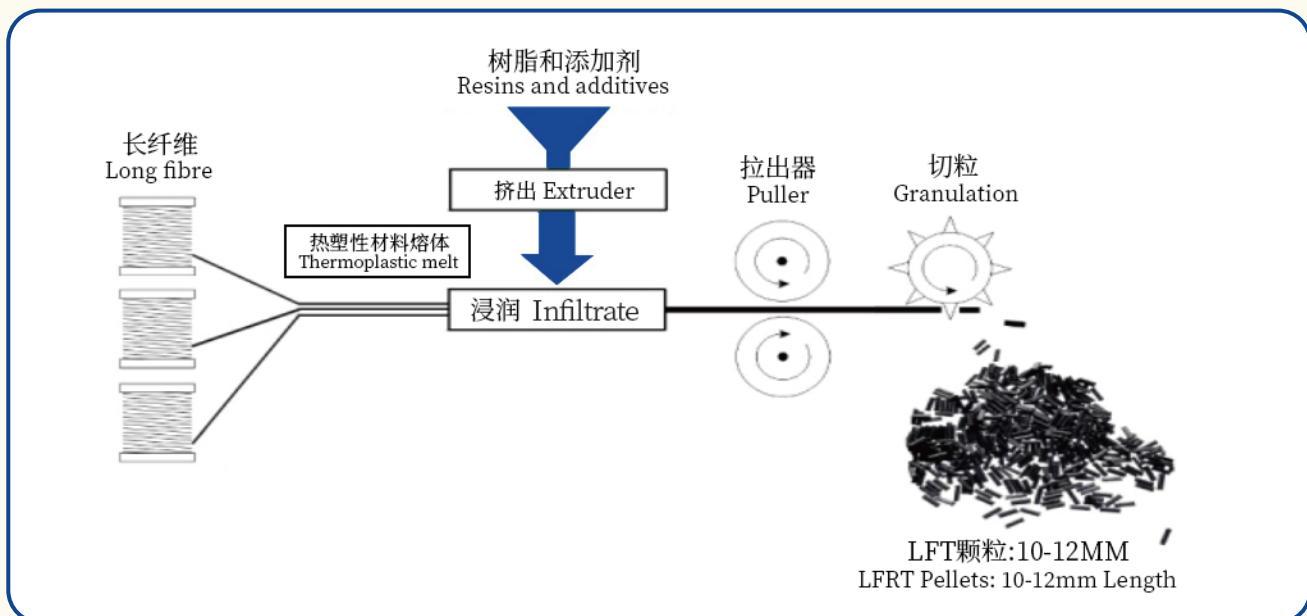 树脂和添加剂
Resins and additives
长纤维
Long fibre
挤出 Extruder
拉出器
Puller
切粒
Granulation
热塑性材料熔体
Thermoplastic melt
浸润 Infiltrate
LFT颗粒:10-12MM
LFRT Pellets: 10-12mm Length